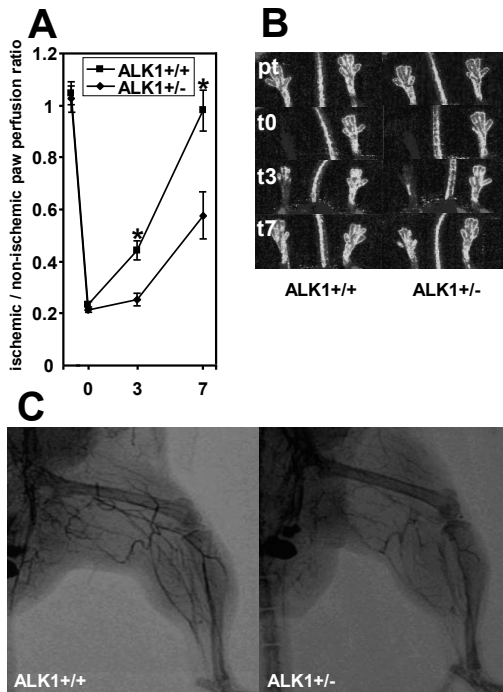 A
B
ischemic / non-ischemic paw perfusion ratio
1.2
1
0.8
0.6
0.4
0.2
0
ALK1+/+
ALK1+/-
*
*
0
3
7
pt
t0
t3
t7
ALK1+/+
ALK1+/-
C
ALK1+/+
ALK1+/-